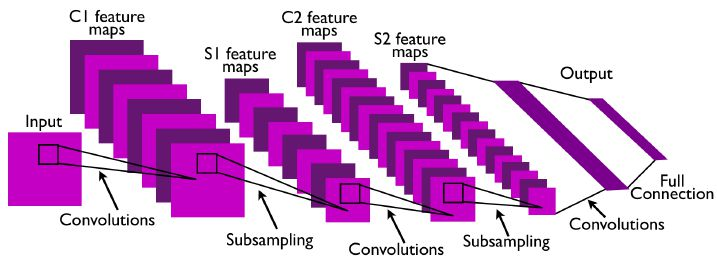 C1 feature
maps
S1 feature
maps
C2 feature
maps
S2 feature
maps
Output
Input
Convolutions
Subsampling
Convolutions
Subsampling
Convolutions
Full
Connection